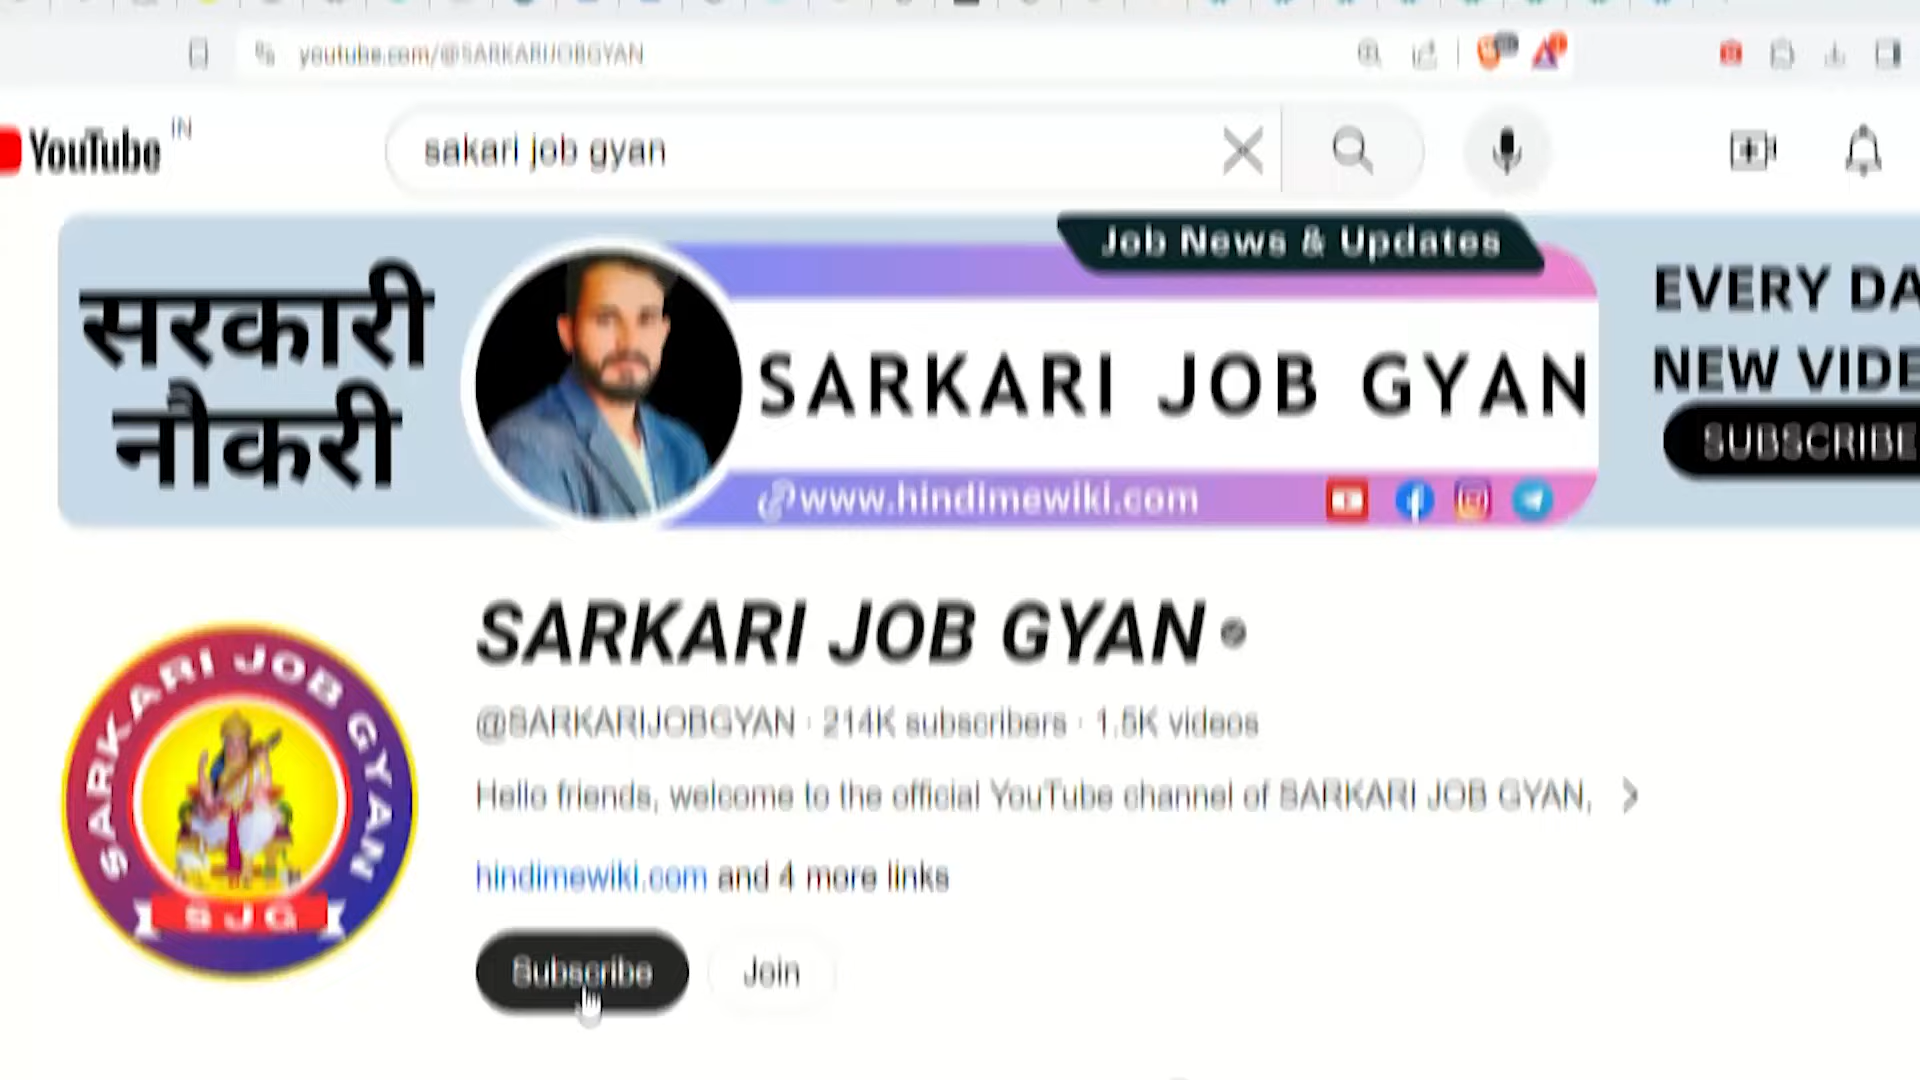 youtube.com/@SARKARIJOBGYAN
YouTube IN
sakari job gyan
Job News & Updates
सरकारी
नौकरी
SARKARI JOB GYAN
www.hindimewiki.com
EVERY DA
NEW VIDE
SUBSCRIBE
SARKARI JOB GYAN
@SARKARIJOBGYAN · 214K subscribers · 1.5K videos
Hello friends, welcome to the official YouTube channel of SARKARI JOB GYAN,
hindimewiki.com and 4 more links
Subscribe Join
SARKARI JOB GYAN
SJG